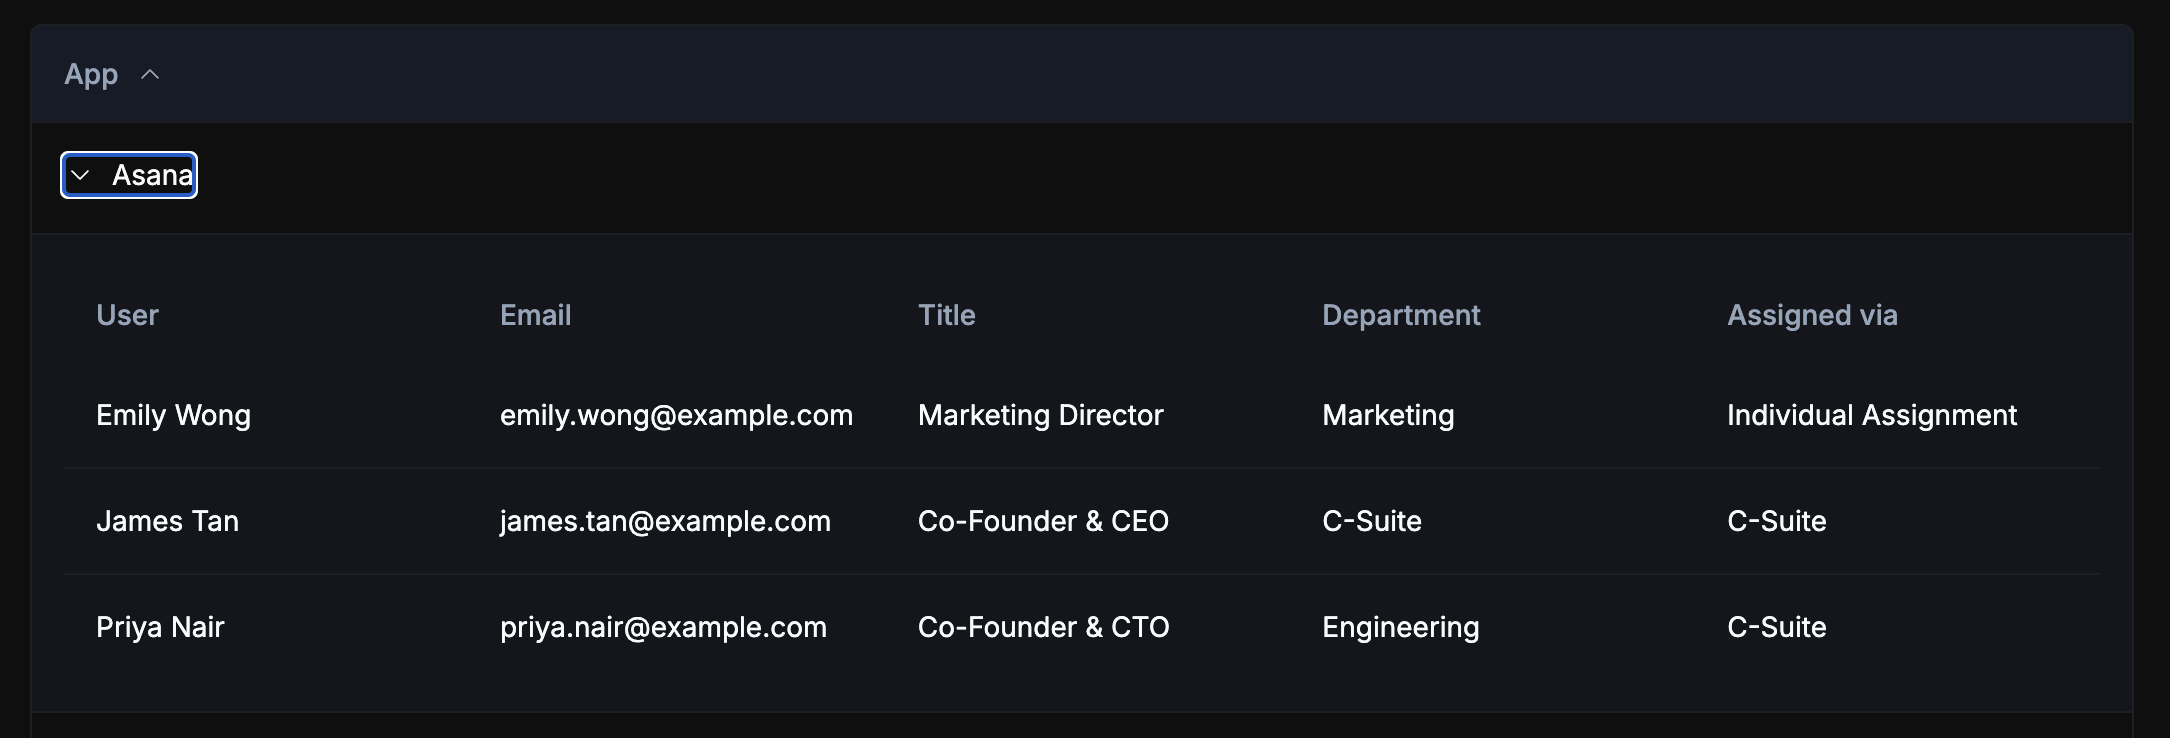 App
Asana
User Email Title Department Assigned via
Emily Wong emily.wong@example.com Marketing Director Marketing Individual Assignment
James Tan james.tan@example.com Co-Founder & CEO C-Suite C-Suite
Priya Nair priya.nair@example.com Co-Founder & CTO Engineering C-Suite